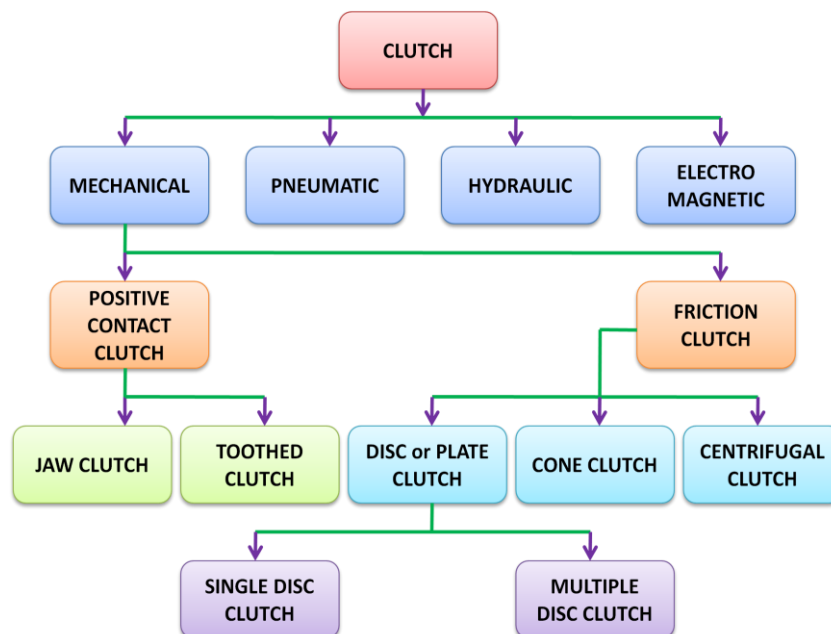 CLUTCH
MECHANICAL
PNEUMATIC
HYDRAULIC
ELECTRO
MAGNETIC
POSITIVE
CONTACT
CLUTCH
FRICTION
CLUTCH
JAW CLUTCH
TOOTHED
CLUTCH
DISC or PLATE
CLUTCH
CONE CLUTCH
CENTRIFUGAL
CLUTCH
SINGLE DISC
CLUTCH
MULTIPLE
DISC CLUTCH